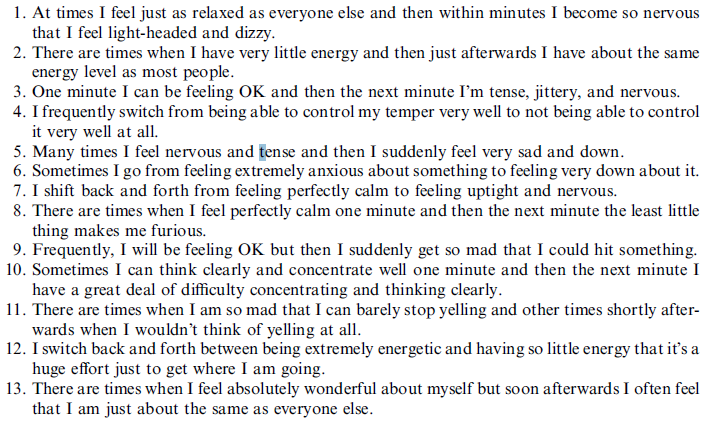 1. At times I feel just as relaxed as everyone else and then within minutes I become so nervous
that I feel light-headed and dizzy.
2. There are times when I have very little energy and then just afterwards I have about the same
energy level as most people.
3. One minute I can be feeling OK and then the next minute I’m tense, jittery, and nervous.
4. I frequently switch from being able to control my temper very well to not being able to control
it very well at all.
5. Many times I feel nervous and tense and then I suddenly feel very sad and down.
6. Sometimes I go from feeling extremely anxious about something to feeling very down about it.
7. I shift back and forth from feeling perfectly calm to feeling uptight and nervous.
8. There are times when I feel perfectly calm one minute and then the next minute the least little
thing makes me furious.
9. Frequently, I will be feeling OK but then I suddenly get so mad that I could hit something.
10. Sometimes I can think clearly and concentrate well one minute and then the next minute I
have a great deal of difficulty concentrating and thinking clearly.
11. There are times when I am so mad that I can barely stop yelling and other times shortly after-
wards when I wouldn’t think of yelling at all.
12. I switch back and forth between being extremely energetic and having so little energy that it’s a
huge effort just to get where I am going.
13. There are times when I feel absolutely wonderful about myself but soon afterwards I often feel
that I am just about the same as everyone else.